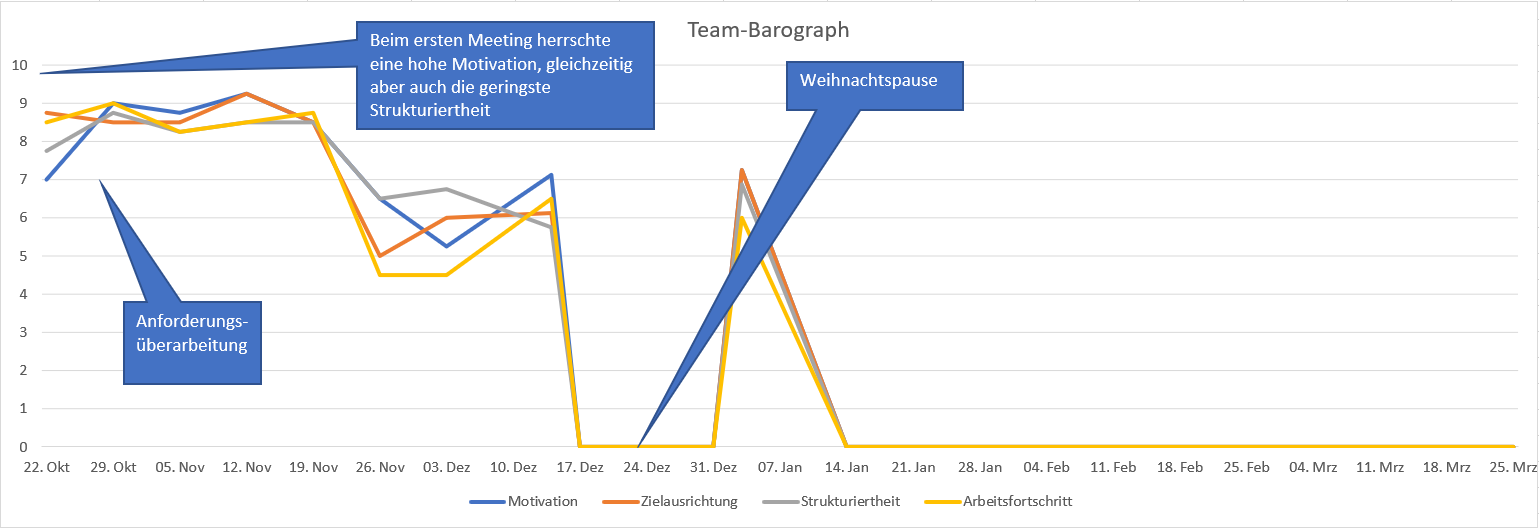 Team-Barograph
Beim ersten Meeting herrschte
eine hohe Motivation, gleichzeitig
aber auch die geringste
Strukturiertheit
Weihnachtspause
Anforderungs-
überarbeitung
10
9
8
7
6
5
4
3
2
1
0
22. Okt 29. Okt 05. Nov 12. Nov 19. Nov 26. Nov 03. Dez 10. Dez 17. Dez 24. Dez 31. Dez 07. Jan 14. Jan 21. Jan 28. Jan 04. Feb 11. Feb 18. Feb 25. Feb 04. Mrz 11. Mrz 18. Mrz 25. Mrz
Motivation Zielausrichtung Strukturiertheit Arbeitsfortschritt